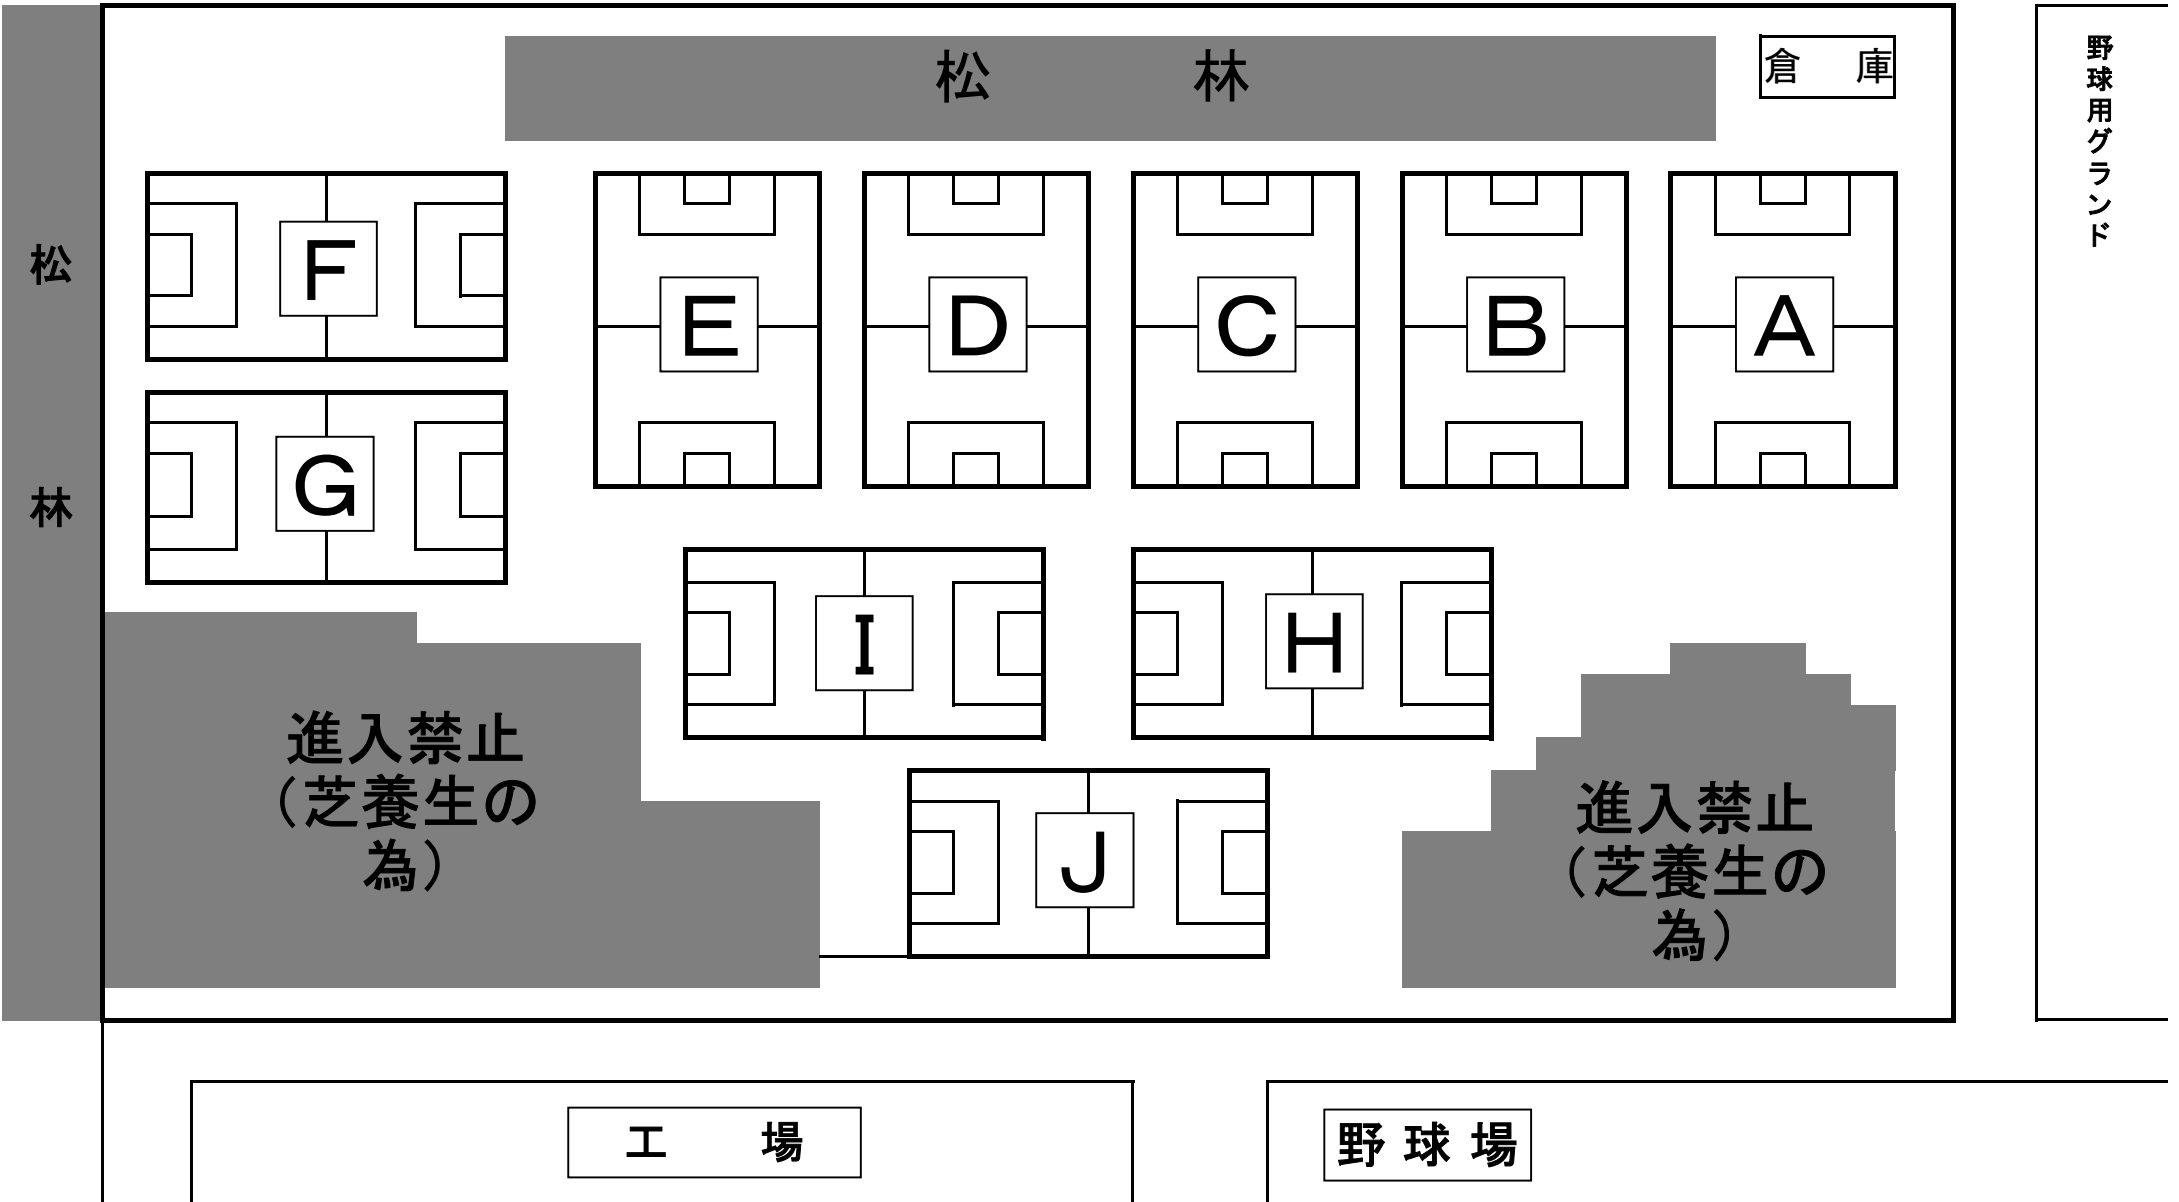 松　林
倉　庫
野球用グランド
松　林
F
E
D
C
B
A
G
I
H
進入禁止
（芝養生の
為）
J
進入禁止
（芝養生の
為）
工　場
野球場